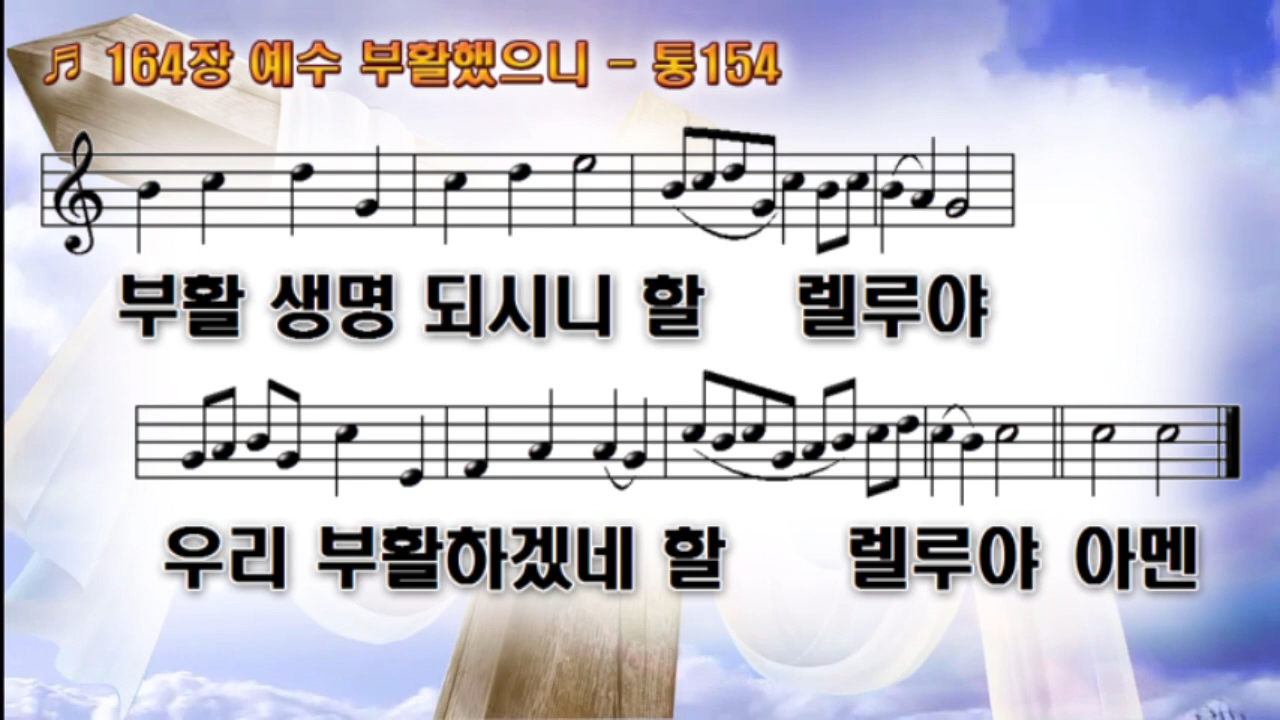 ♬ 164장 예수 부활했으니 - 통154
부활 생명 되시니 할 렐루야
우리 부활하겠네 할 렐루야 아멘